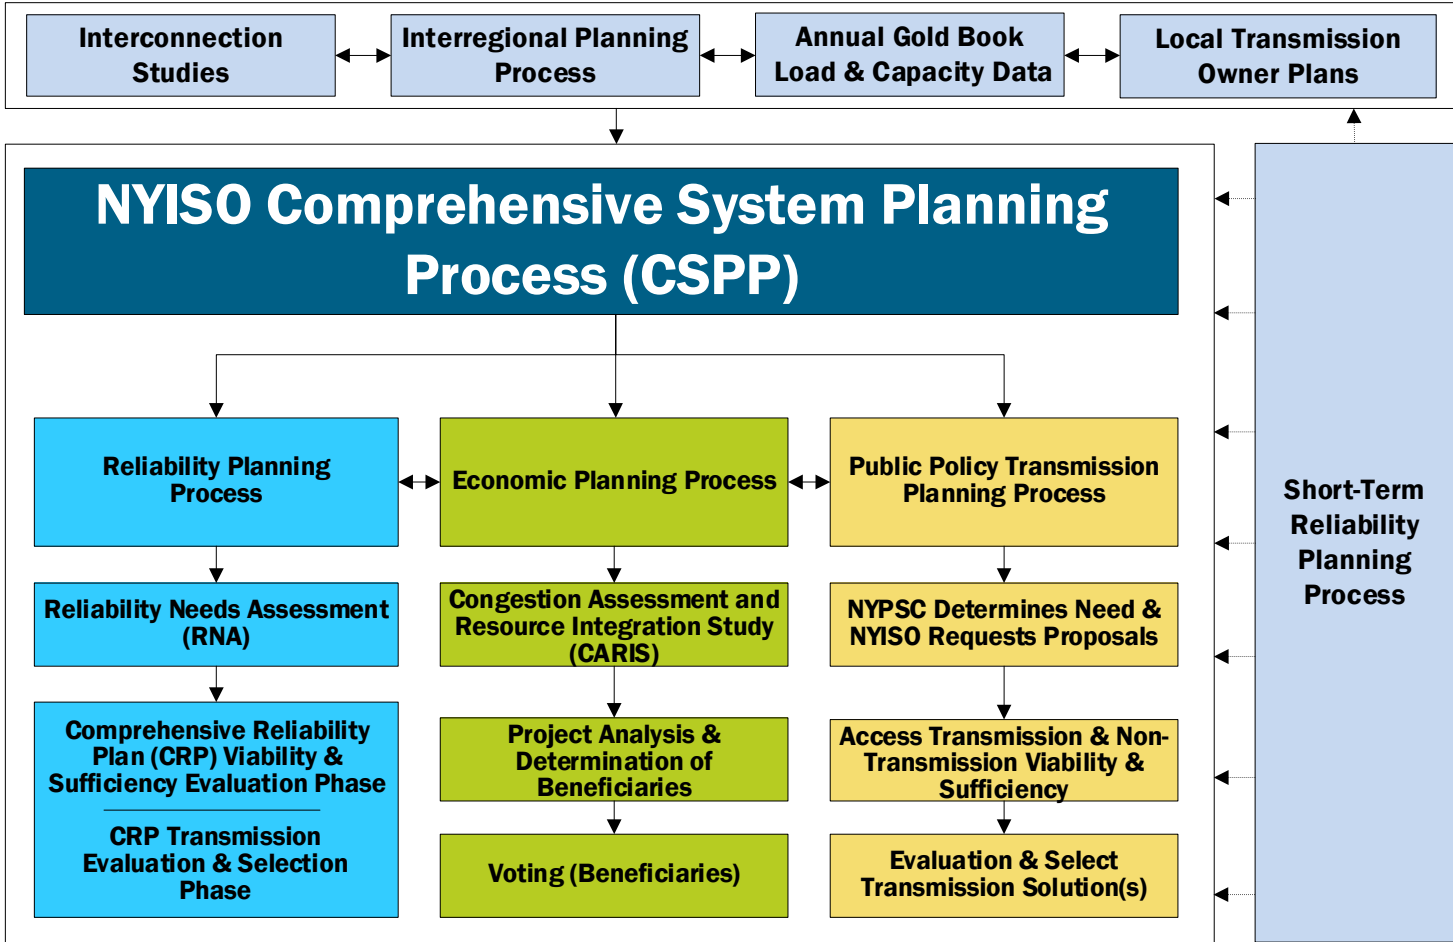 Interconnection
Studies
Interregional Planning
Process
Annual Gold Book
Load & Capacity Data
Local Transmission
Owner Plans
NYISO Comprehensive System Planning
Process (CSPP)
Reliability Planning
Process
Economic Planning Process
Public Policy Transmission
Planning Process
Short-Term
Reliability
Planning
Process
Reliability Needs Assessment
(RNA)
Congestion Assessment and
Resource Integration Study
(CARIS)
NYPSC Determines Need &
NYISO Requests Proposals
Comprehensive Reliability
Plan (CRP) Viability &
Sufficiency Evaluation Phase
CRP Transmission
Evaluation & Selection
Phase
Project Analysis &
Determination of
Beneficiaries
Access Transmission & Non-
Transmission Viability &
Sufficiency
Voting (Beneficiaries)
Evaluation & Select
Transmission Solution(s)